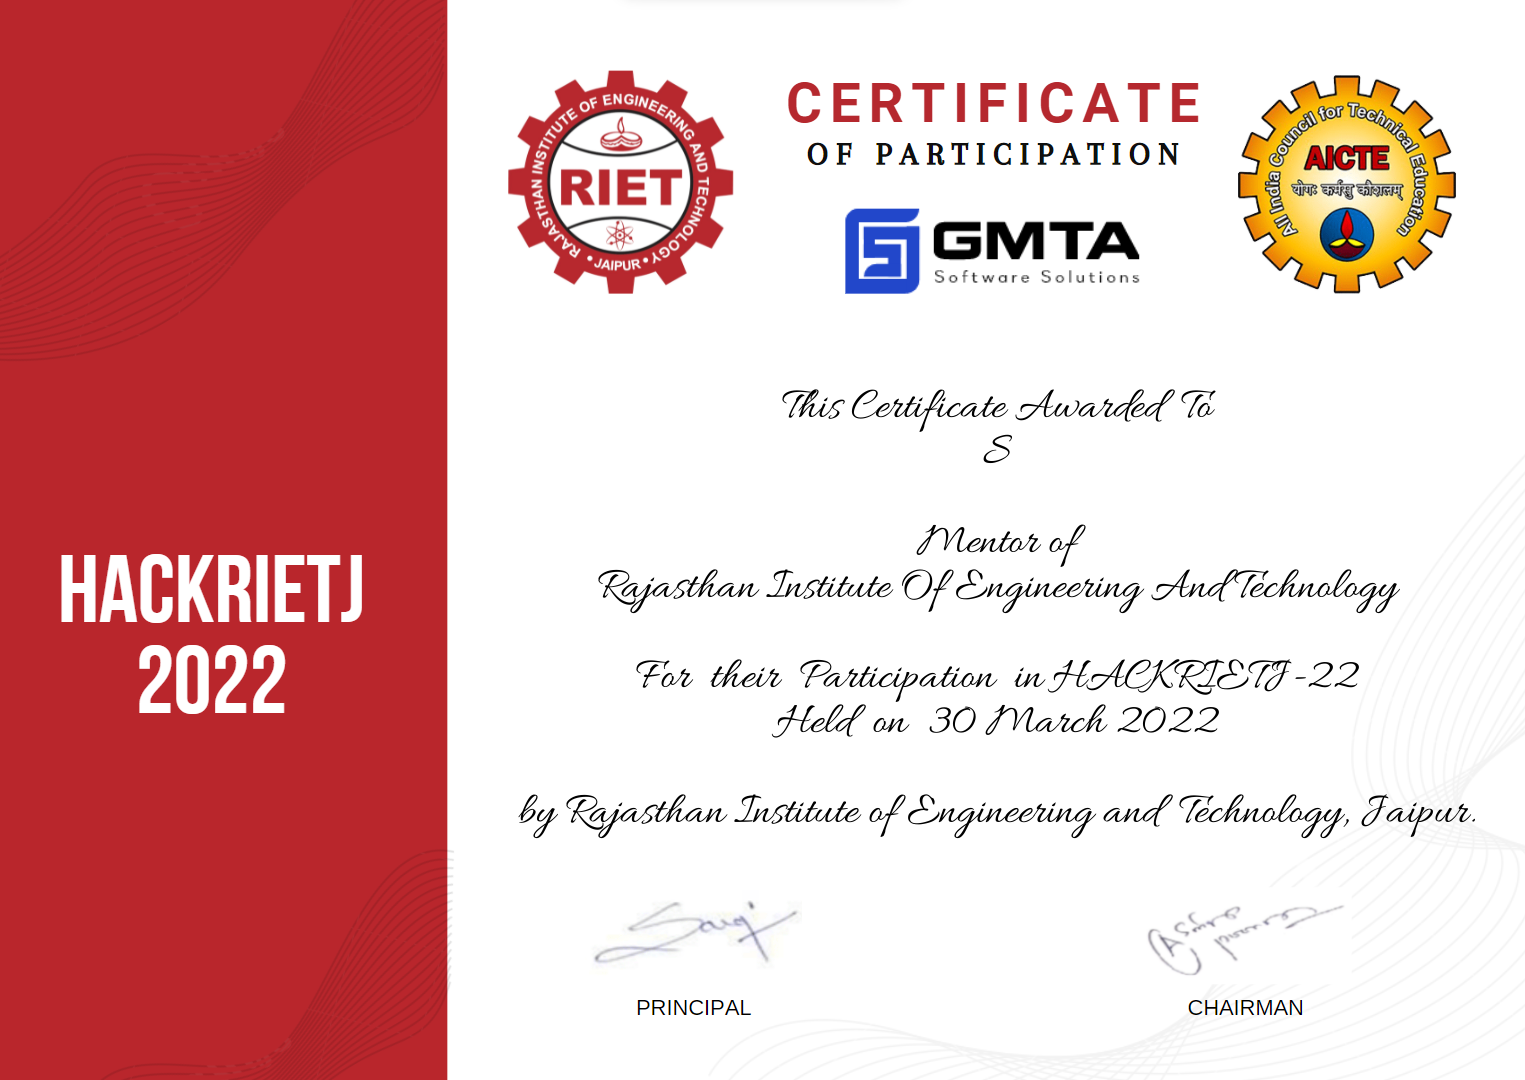 HACKRIETJ
2022
RAJASTHAN INSTITUTE OF ENGINEERING AND TECHNOLOGY
RIET
• JAIPUR •
CERTIFICATE
OF PARTICIPATION
GMTA
Software Solutions
All India Council for Technical Education
AICTE
योगः कर्मसु कौशलम्
This Certificate Awarded To
S
Mentor of
Rajasthan Institute Of Engineering And Technology
For their Participation in HACKRIETJ-22
Held on 30 March 2022
by Rajasthan Institute of Engineering and Technology, Jaipur.
PRINCIPAL
CHAIRMAN